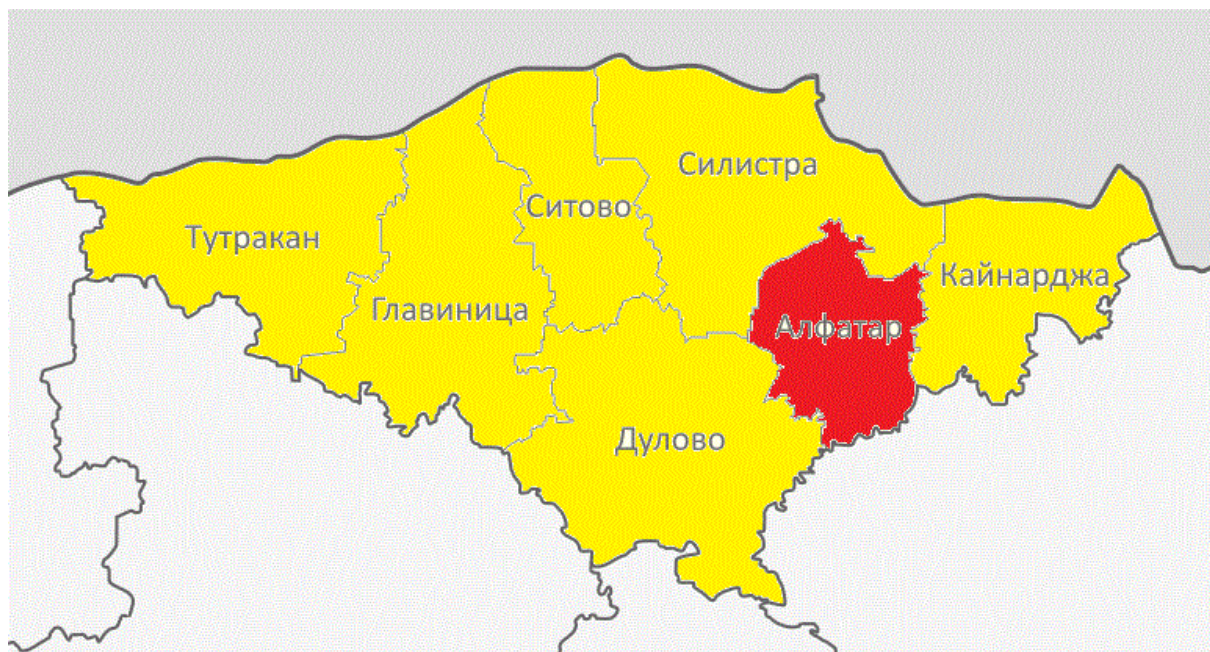 Силистра
Ситово
Тутракан
Кайнарджа
Главиница
Алфатар
Дулово